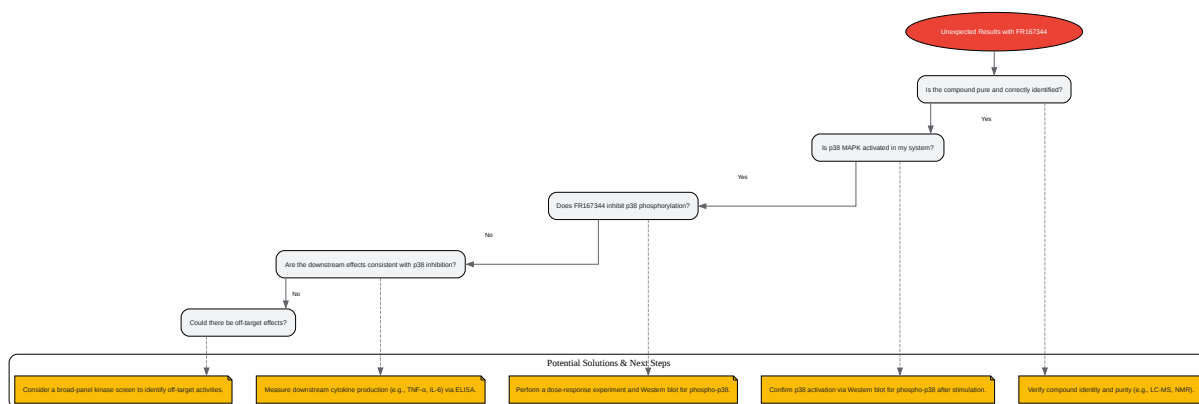 Unexpected Results with FR167344
Is the compound pure and correctly identified?
Yes
Is p38 MAPK activated in my system?
Yes
Does FR167344 inhibit p38 phosphorylation?
No
Are the downstream effects consistent with p38 inhibition?
No
Could there be off-target effects?
Potential Solutions & Next Steps
Consider a broad-panel kinase screen to identify off-target activities.
Measure downstream cytokine production (e.g., TNF-α, IL-6) via ELISA.
Perform a dose-response experiment and Western blot for phospho-p38.
Confirm p38 activation via Western blot for phospho-p38 after stimulation.
Verify compound identity and purity (e.g., LC-MS, NMR).